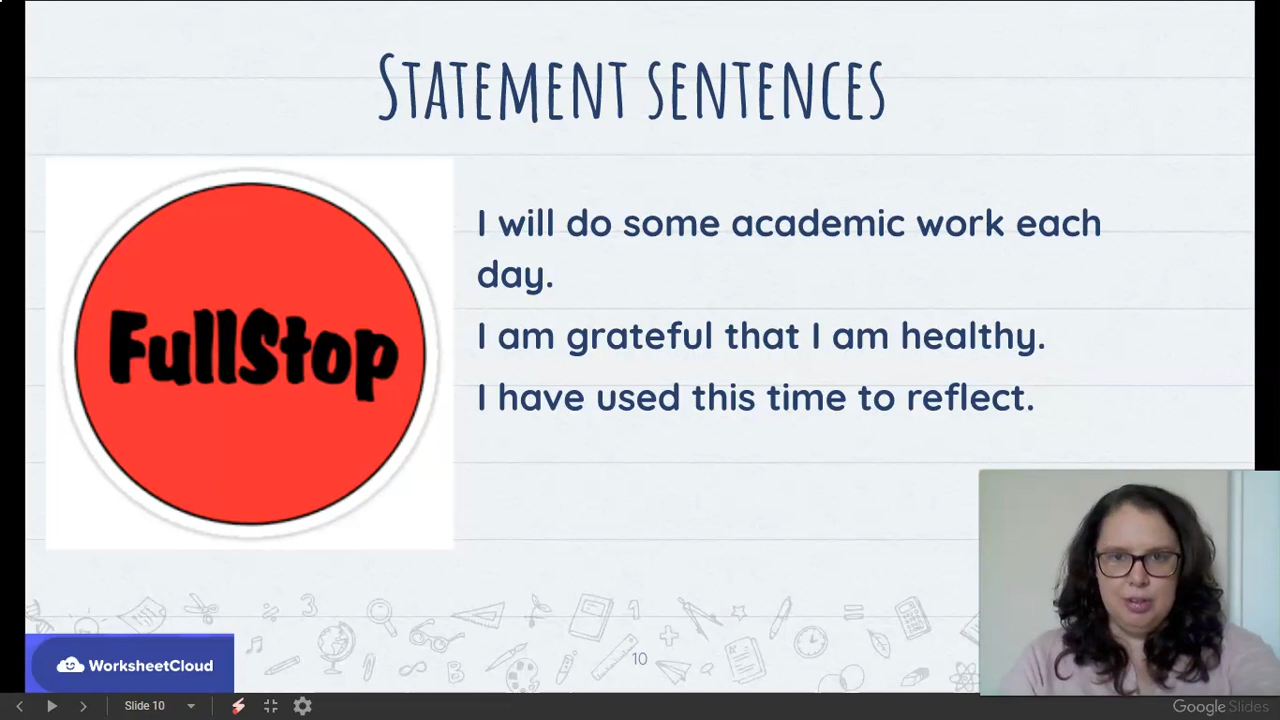 STATEMENT SENTENCES
FullStop
I will do some academic work each
day.
I am grateful that I am healthy.
I have used this time to reflect.
10
WorksheetCloud
Slide 10
Google Slides